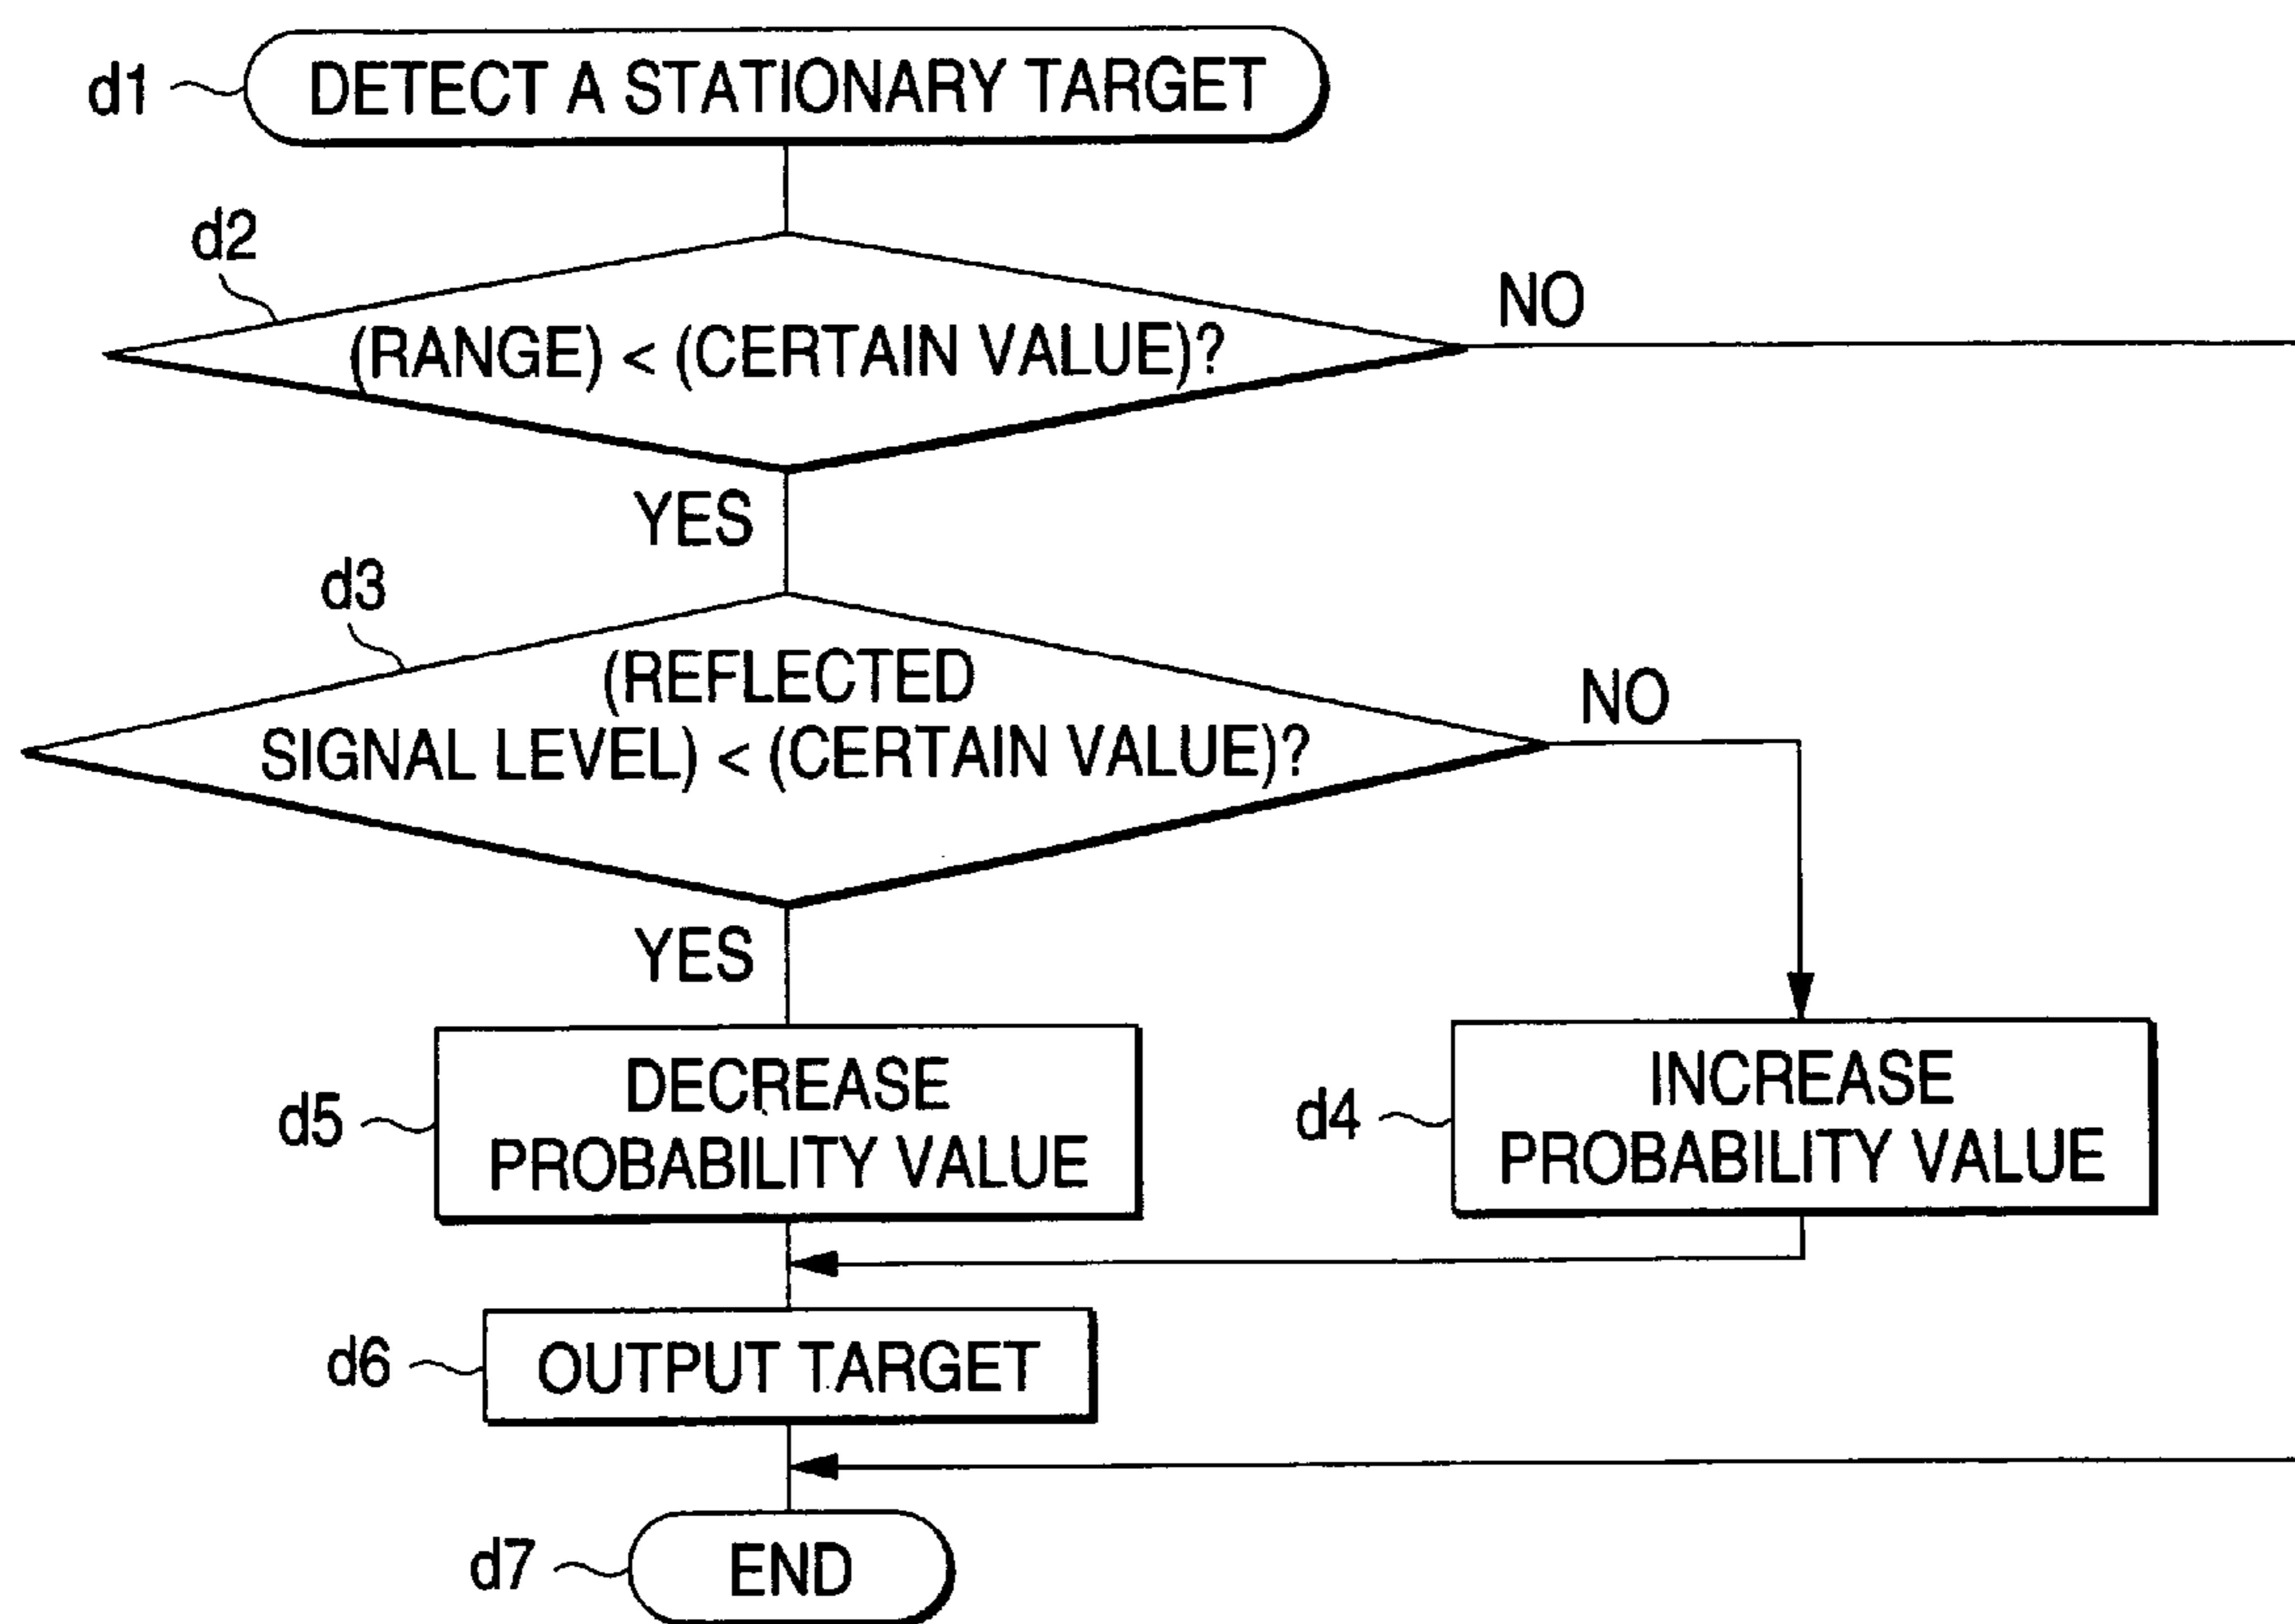 d1
DETECT A STATIONARY TARGET
d2
(RANGE) < (CERTAIN VALUE)?
NO
YES
d3
(REFLECTED
SIGNAL LEVEL) < (CERTAIN VALUE)?
NO
YES
d5
DECREASE
PROBABILITY VALUE
d4
INCREASE
PROBABILITY VALUE
d6
OUTPUT TARGET
d7
END